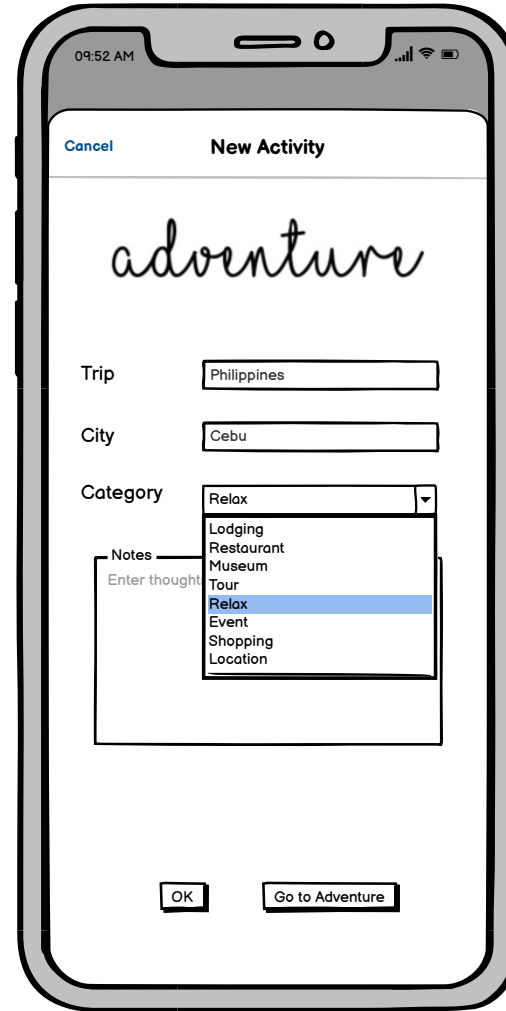 09:52 AM
Cancel
New Activity
adventure
Trip
Philippines
City
Cebu
Category
Relax
Lodging
Restaurant
Museum
Tour
Relax
Event
Shopping
Location
Notes
Enter thought
OK
Go to Adventure